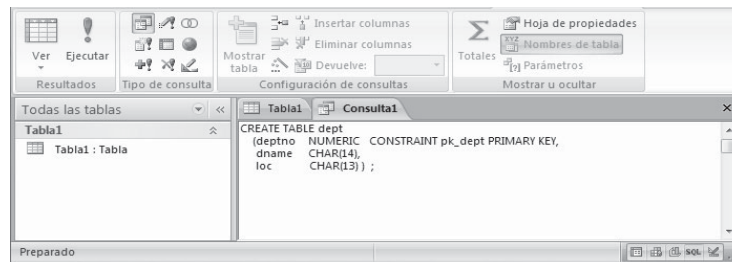 Ver
Ejecutar
Resultados
Tipo de consulta
Mostrar
tabla
Insertar columnas
Eliminar columnas
Devuelve:
Configuración de consultas
Totales
Hoja de propiedades
XYZ Nombres de tabla
[?] Parámetros
Mostrar u ocultar
Todas las tablas
Tabla1
Consulta1
Tabla1
Tabla1 : Tabla
CREATE TABLE dept
(deptno NUMERIC CONSTRAINT pk_dept PRIMARY KEY,
dname CHAR(14),
loc CHAR(13) ) ;
Preparado
SQL